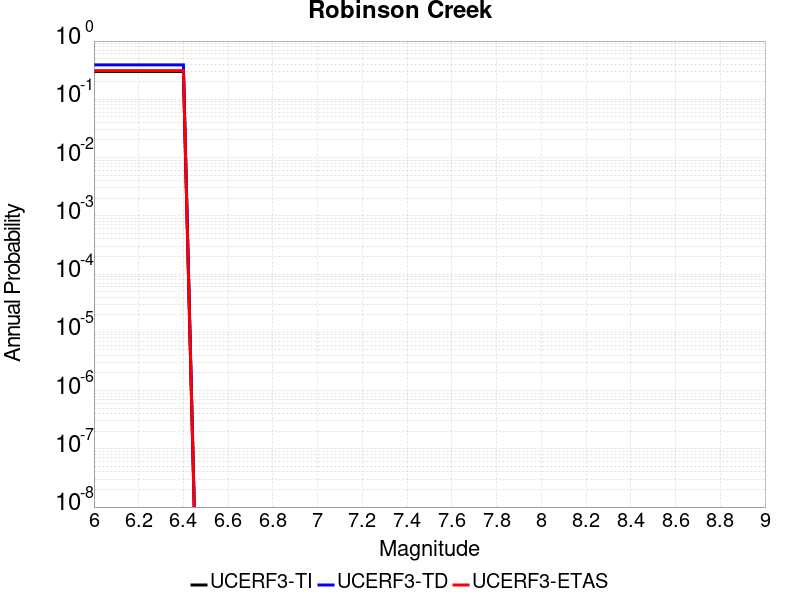 Robinson Creek
Annual Probability
10^0
10^-1
10^-2
10^-3
10^-4
10^-5
10^-6
10^-7
10^-8
6 6.2 6.4 6.6 6.8 7 7.2 7.4 7.6 7.8 8 8.2 8.4 8.6 8.8 9
Magnitude
UCERF3-TI UCERF3-TD UCERF3-ETAS